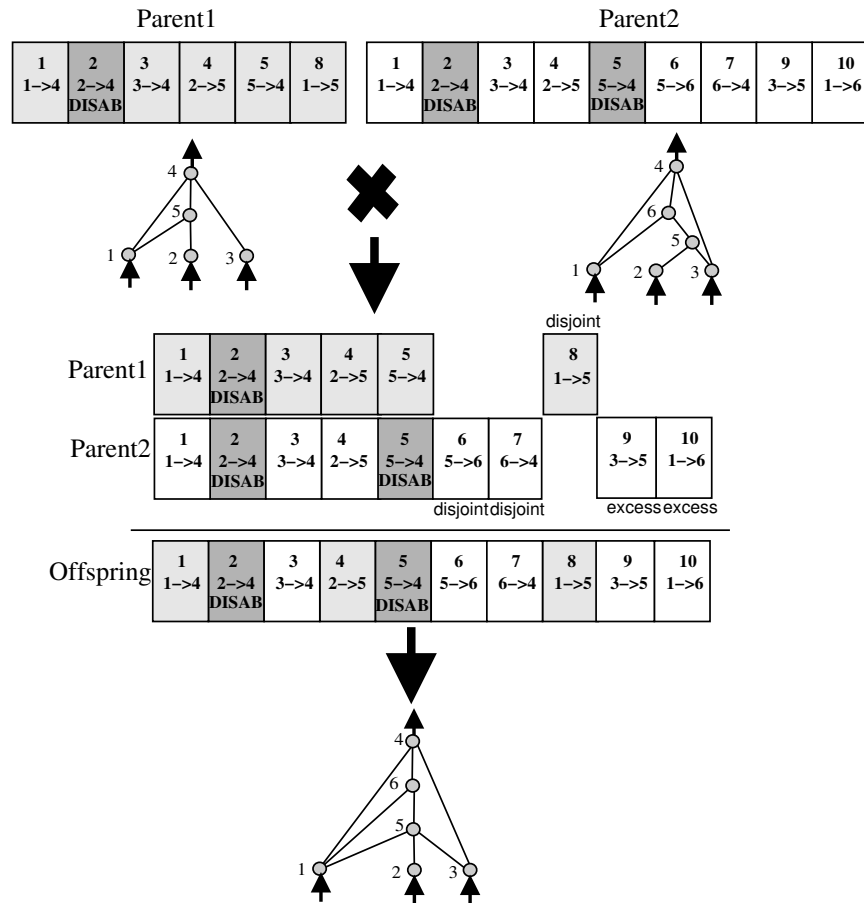 Parent1 Parent2
1 2 3 4 5 8 1 2 3 4 5 6 7 9 10
1->4 2->4 3->4 2->5 5->4 1->5 1->4 2->4 3->4 2->5 5->4 5->6 6->4 3->5 1->6
DISAB DISAB DISAB
4 4
5 6
5
1 2 3 1 2 3
disjoint
Parent1 1 2 3 4 5 8
1->4 2->4 3->4 2->5 5->4 1->5
DISAB
Parent2 1 2 3 4 5 6 7 9 10
1->4 2->4 3->4 2->5 5->4 5->6 6->4 3->5 1->6
DISAB DISAB
disjoint disjoint excess excess
Offspring 1 2 3 4 5 6 7 8 9 10
1->4 2->4 3->4 2->5 5->4 5->6 6->4 1->5 3->5 1->6
DISAB DISAB
4
6
5
1 2 3